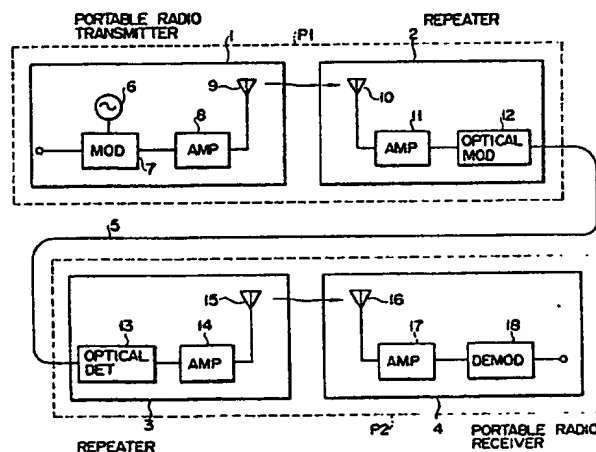 PORTABLE RADIO
TRANSMITTER
1
P1
REPEATER
2
6
9
8
MOD
7
AMP
10
11
12
AMP
OPTICAL
MOD
5
13
14
15
OPTICAL
DET
AMP
16
17
18
AMP
DEMOD
3
REPEATER
P2
4
PORTABLE RADIO
RECEIVER